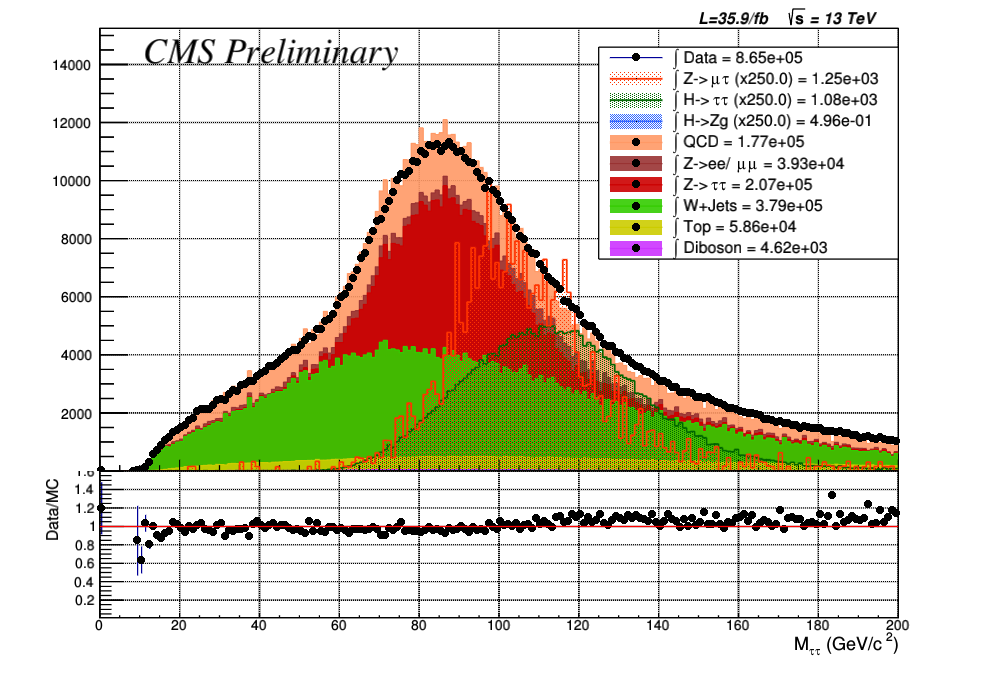 L=35.9/fb √s = 13 TeV
CMS Preliminary
∫ Data = 8.65e+05
∫ Z->μτ (x250.0) = 1.25e+03
∫ H->ττ (x250.0) = 1.08e+03
∫ H->Zg (x250.0) = 4.96e-01
∫ QCD = 1.77e+05
∫ Z->ee/ μμ = 3.93e+04
∫ Z->ττ = 2.07e+05
∫ W+Jets = 3.79e+05
∫ Top = 5.86e+04
∫ Diboson = 4.62e+03
14000
12000
10000
8000
6000
4000
2000
Data/MC
1.6
1.4
1.2
1
0.8
0.6
0.4
0.2
0 20 40 60 80 100 120 140 160 180 200
M_ττ (GeV/c²)